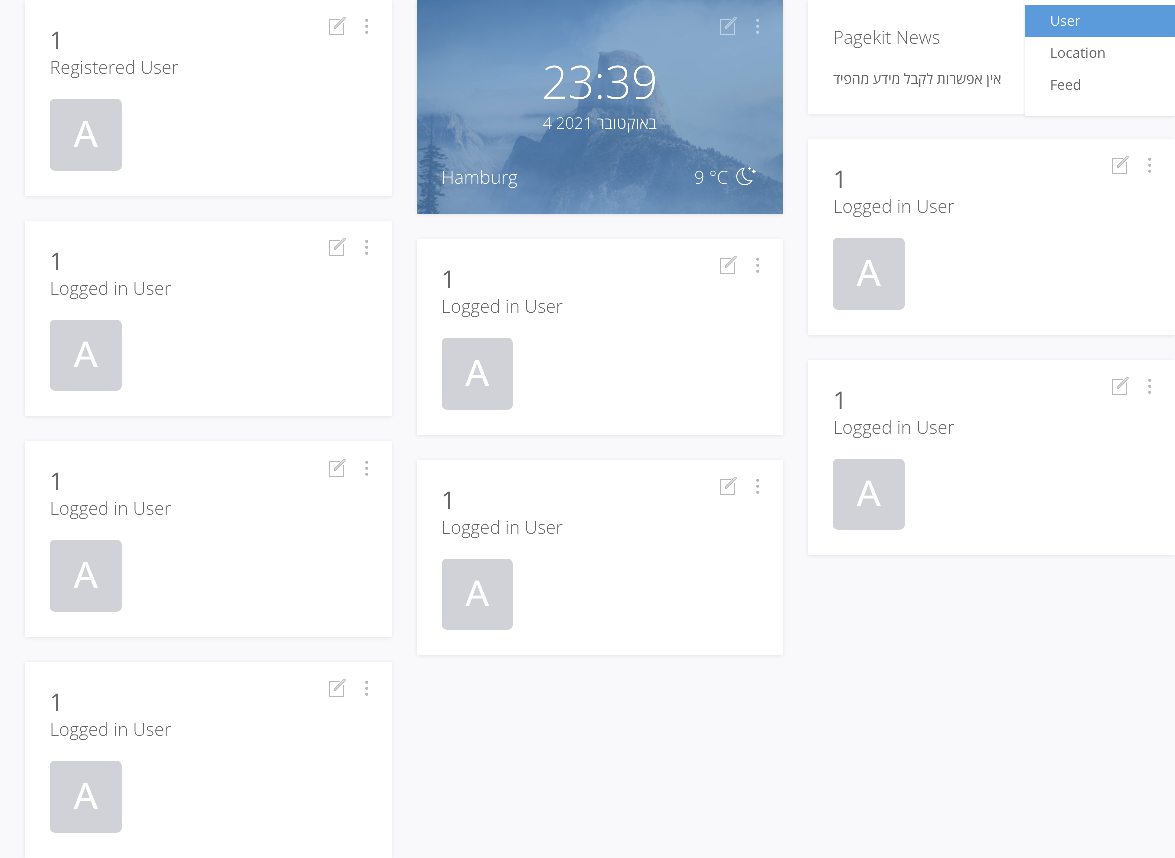 1
Registered User
A
1
Logged in User
A
1
Logged in User
A
1
Logged in User
A
23:39
4 באוקטובר 2021
Hamburg
9 °C
1
Logged in User
A
1
Logged in User
A
Pagekit News
אין אפשרות לקבל מידע מהפיד
User
Location
Feed
1
Logged in User
A
1
Logged in User
A